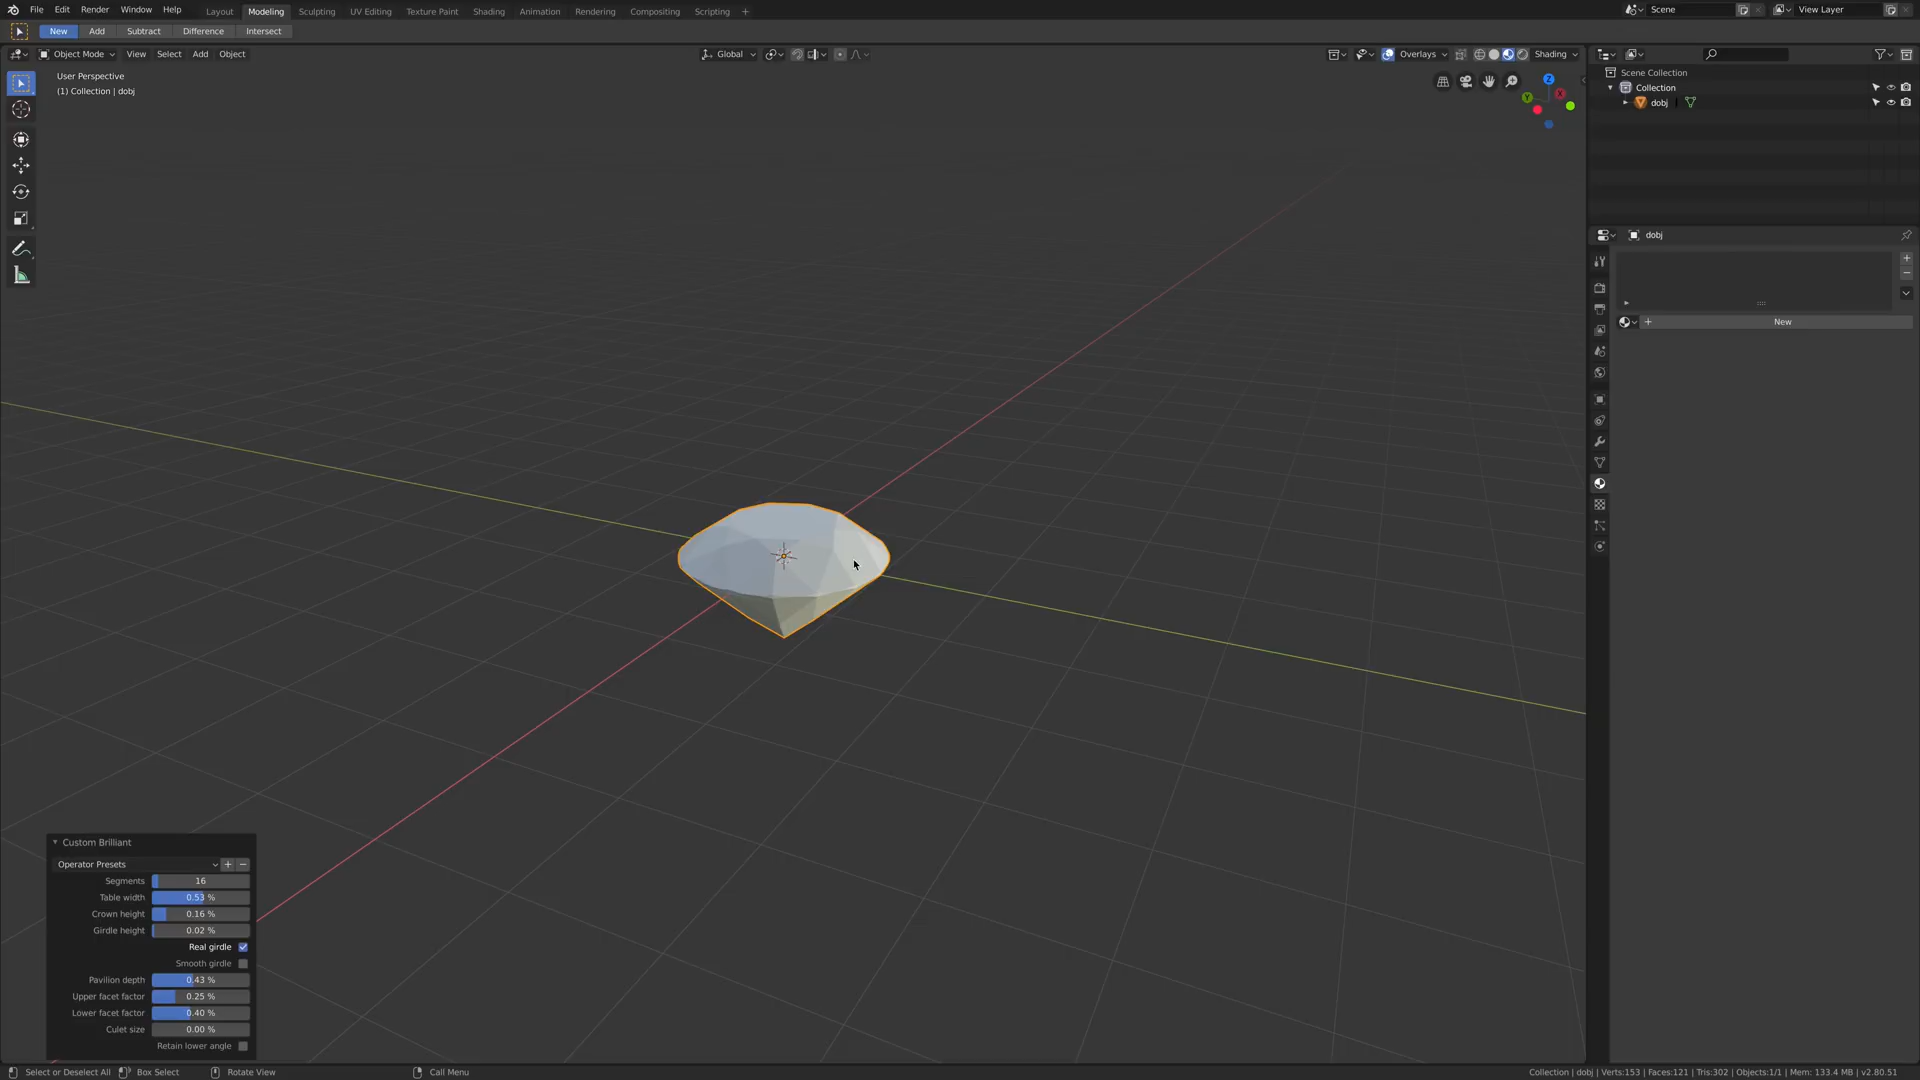 File Edit Render Window Help Layout Modeling Sculpting UV Editing Texture Paint Shading Animation Rendering Compositing Scripting + Scene View Layer
New Add Subtract Difference Intersect
Object Mode View Select Add Object Global Overlays Shading
User Perspective
(1) Collection | dobj
Scene Collection
Collection
dobj
Z
X
Y
dobj
New
Custom Brilliant
Operator Presets
Segments 16
Table width 0.53 %
Crown height 0.16 %
Girdle height 0.02 %
Real girdle
Smooth girdle
Pavilion depth 0.43 %
Upper facet factor 0.25 %
Lower facet factor 0.40 %
Culet size 0.00 %
Retain lower angle
Select or Deselect All Box Select Rotate View Call Menu Collection | dobj | Verts:153 | Faces:121 | Tris:302 | Objects:1/1 | Mem: 133.4 MB | v2.80.51